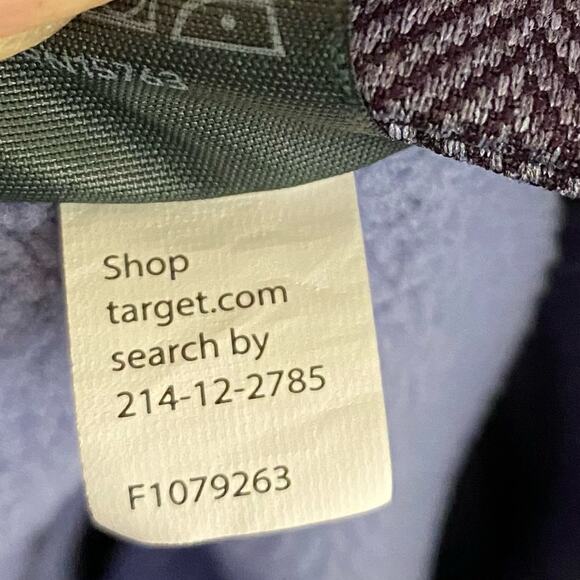 Shop
target.com
search by
214-12-2785
F1079263